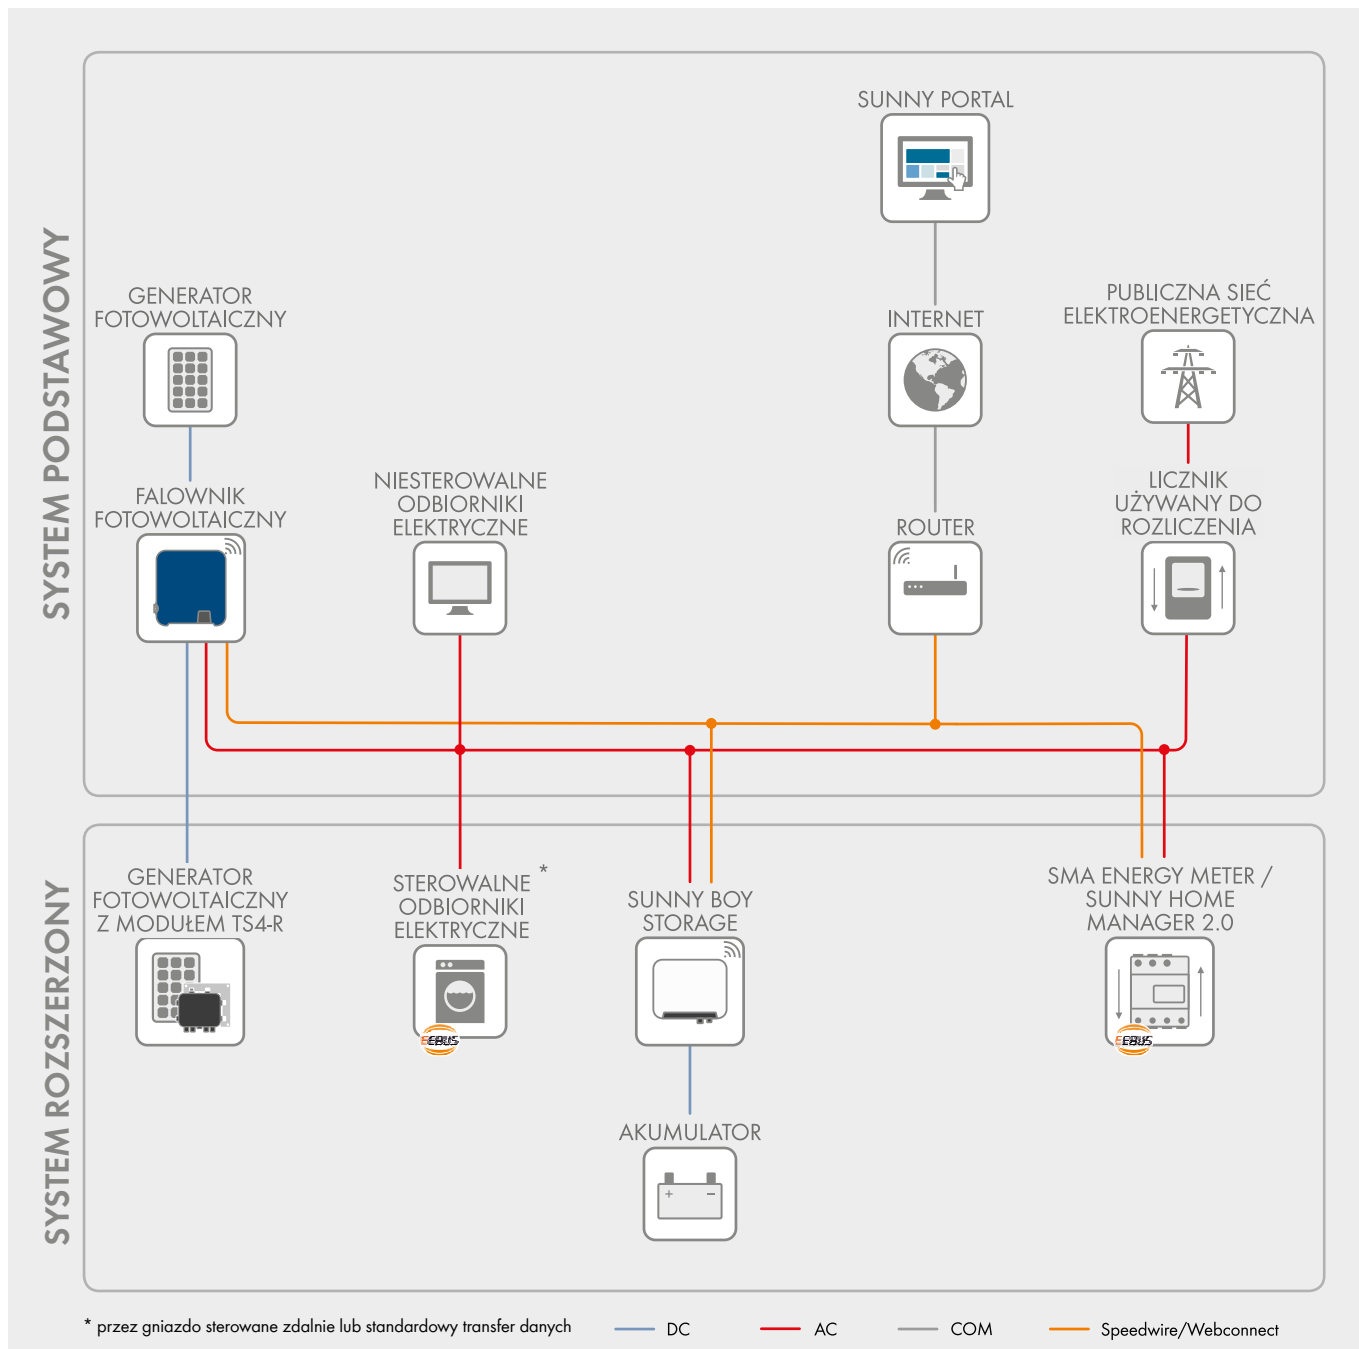 SYSTEM PODSTAWOWY
SUNNY PORTAL
GENERATOR
FOTOWOLTAICZNY
INTERNET
PUBLICZNA SIEĆ
ELEKTROENERGETYCZNA
FALOWNIK
FOTOWOLTAICZNY
NIESTEROWALNE
ODBIORNIKI
ELEKTRYCZNE
ROUTER
LICZNIK
UŻYWANY DO
ROZLICZENIA
SYSTEM ROZSZERZONY
GENERATOR
FOTOWOLTAICZNY
Z MODUŁEM TS4-R
STEROWALNE *
ODBIORNIKI
ELEKTRYCZNE
EEBUS
SUNNY BOY
STORAGE
SMA ENERGY METER /
SUNNY HOME
MANAGER 2.0
EEBUS
AKUMULATOR
+ −
* przez gniazdo sterowane zdalnie lub standardowy transfer danych
DC
AC
COM
Speedwire/Webconnect